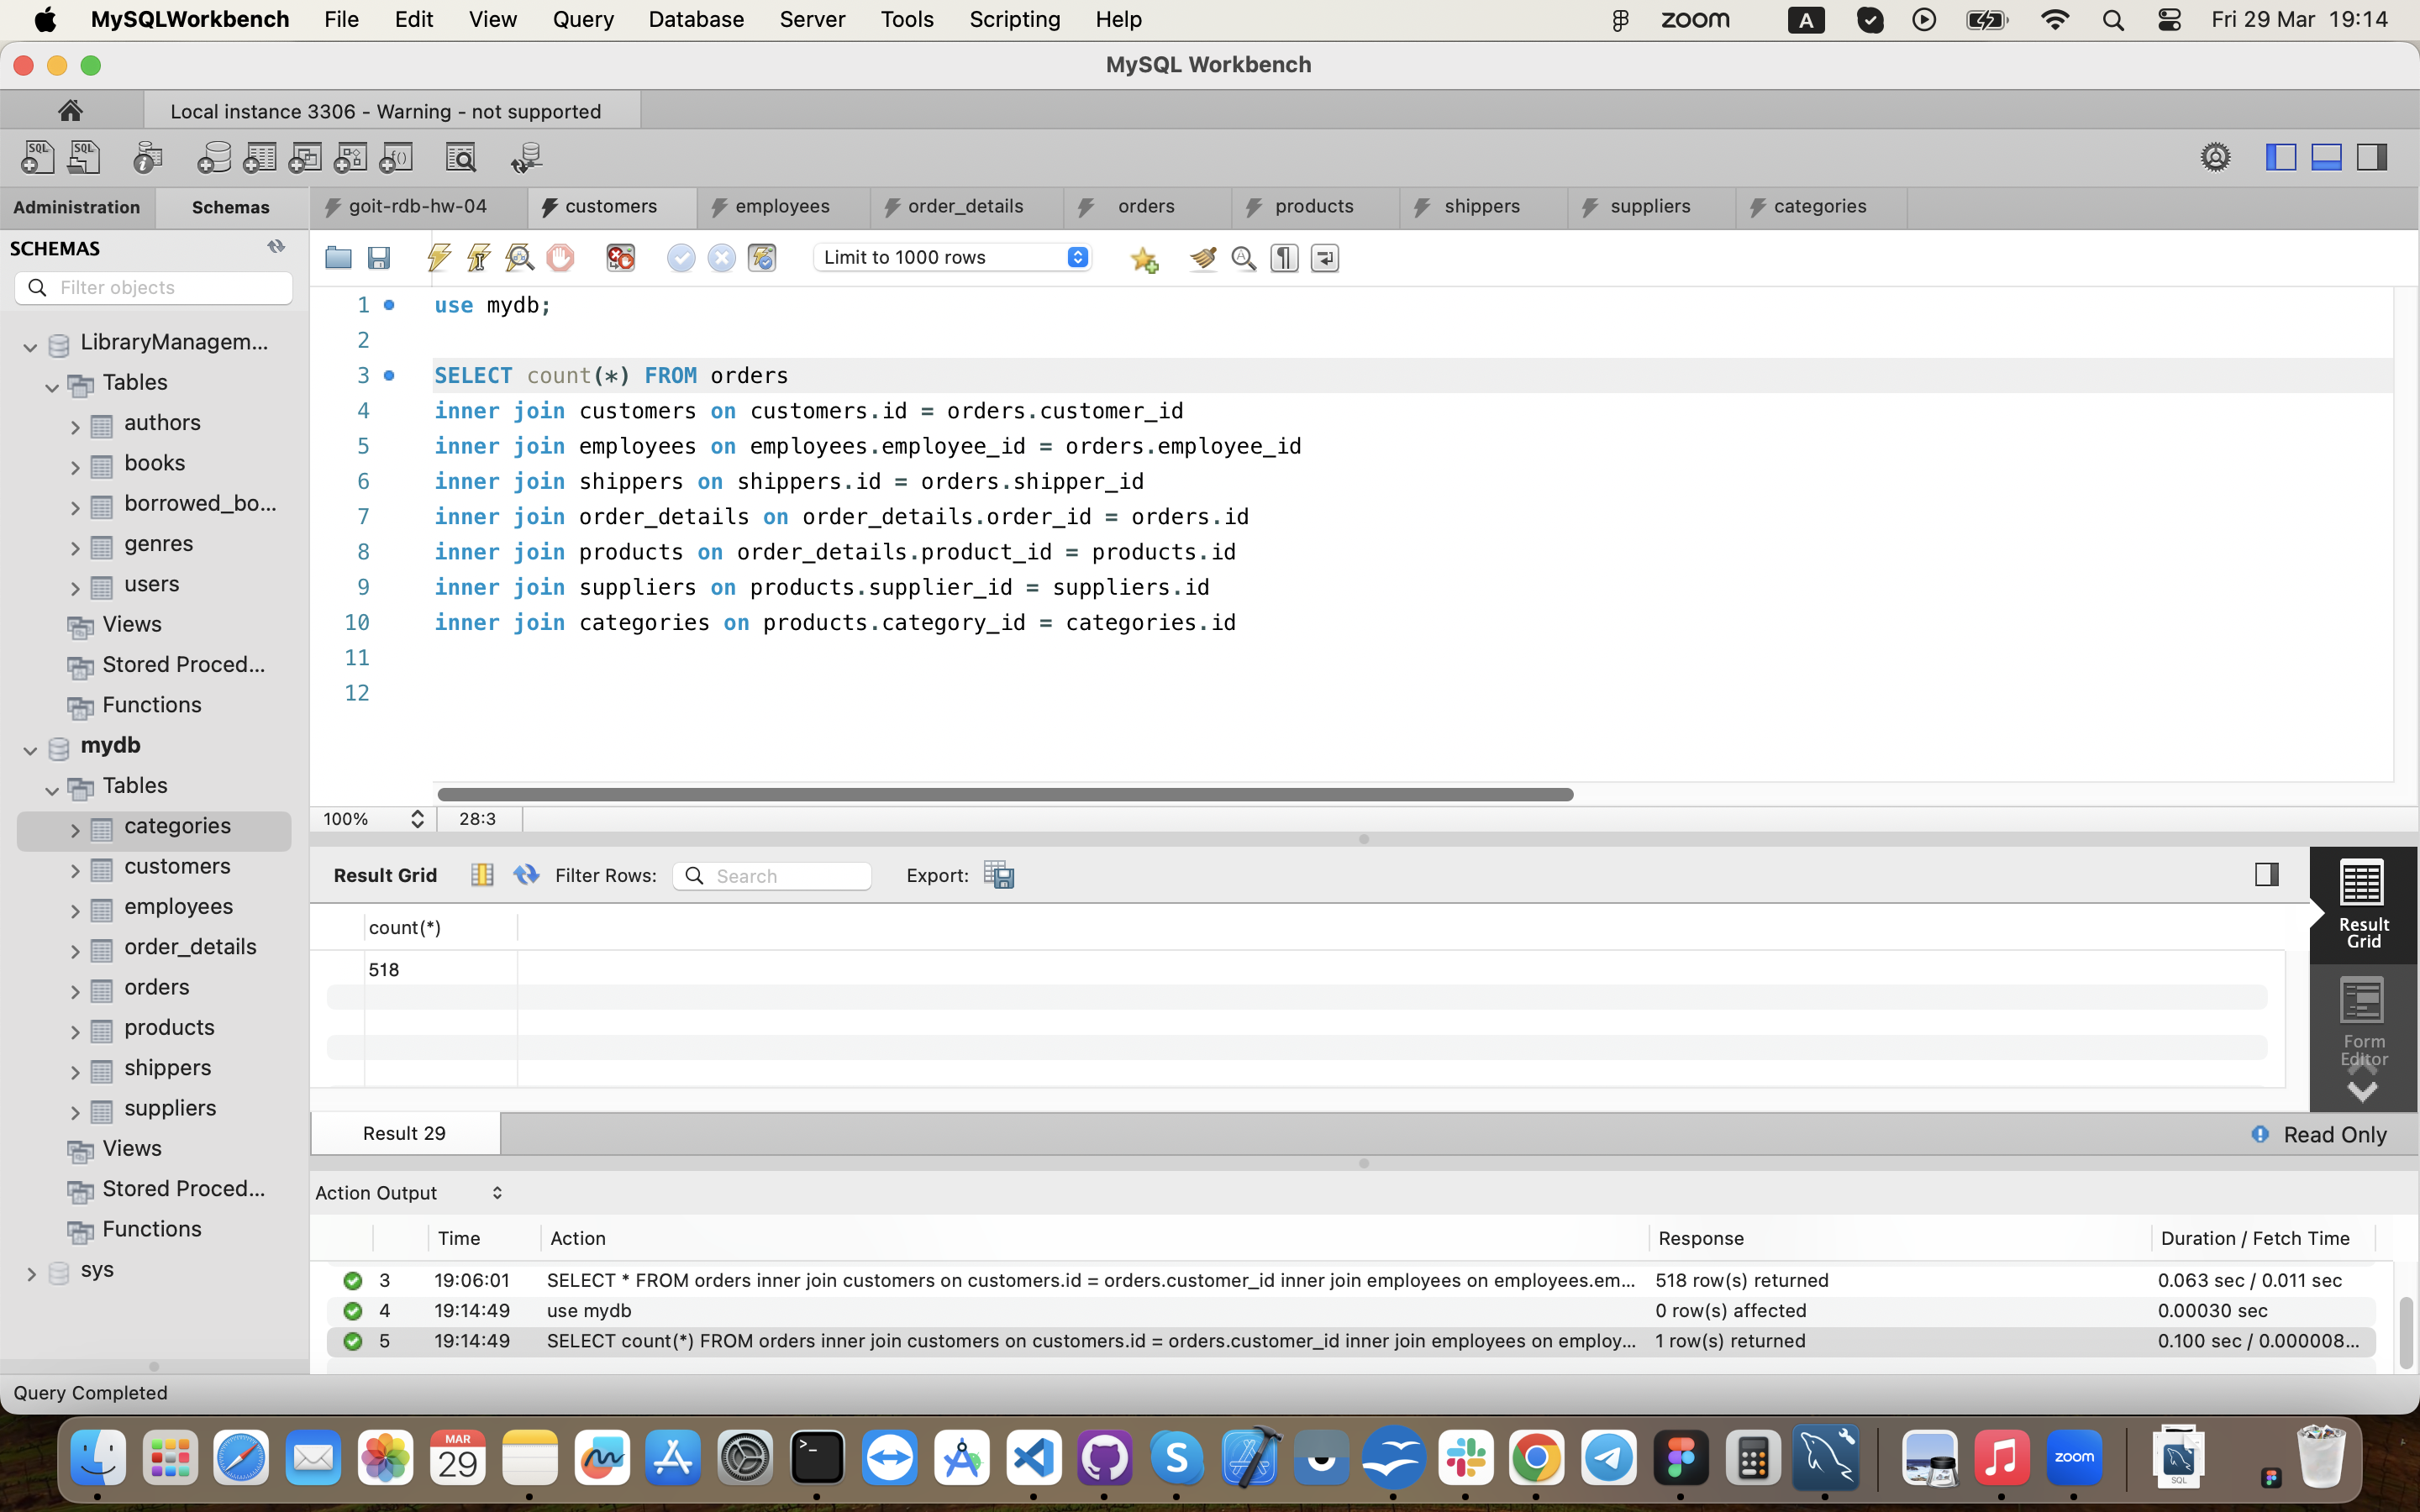 MySQLWorkbench File Edit View Query Database Server Tools Scripting Help zoom A Fri 29 Mar 19:14
MySQL Workbench
Local instance 3306 - Warning - not supported
SQL SQL
Administration Schemas goit-rdb-hw-04 customers employees order_details orders products shippers suppliers categories
SCHEMAS
Limit to 1000 rows
Filter objects
LibraryManagem...
Tables
authors
books
borrowed_bo...
genres
users
Views
Stored Proced...
Functions
mydb
Tables
categories
customers
employees
order_details
orders
products
shippers
suppliers
Views
Stored Proced...
Functions
sys
1 use mydb;
2
3 SELECT count(*) FROM orders
4 inner join customers on customers.id = orders.customer_id
5 inner join employees on employees.employee_id = orders.employee_id
6 inner join shippers on shippers.id = orders.shipper_id
7 inner join order_details on order_details.order_id = orders.id
8 inner join products on order_details.product_id = products.id
9 inner join suppliers on products.supplier_id = suppliers.id
10 inner join categories on products.category_id = categories.id
11
12
100% 28:3
Result Grid Filter Rows: Search Export:
count(*)
518
Result
Grid
Form
Editor
Result 29 Read Only
Action Output
Time Action Response Duration / Fetch Time
3 19:06:01 SELECT * FROM orders inner join customers on customers.id = orders.customer_id inner join employees on employees.em... 518 row(s) returned 0.063 sec / 0.011 sec
4 19:14:49 use mydb 0 row(s) affected 0.00030 sec
5 19:14:49 SELECT count(*) FROM orders inner join customers on customers.id = orders.customer_id inner join employees on employ... 1 row(s) returned 0.100 sec / 0.000008...
Query Completed
MAR
29
zoom
SQL